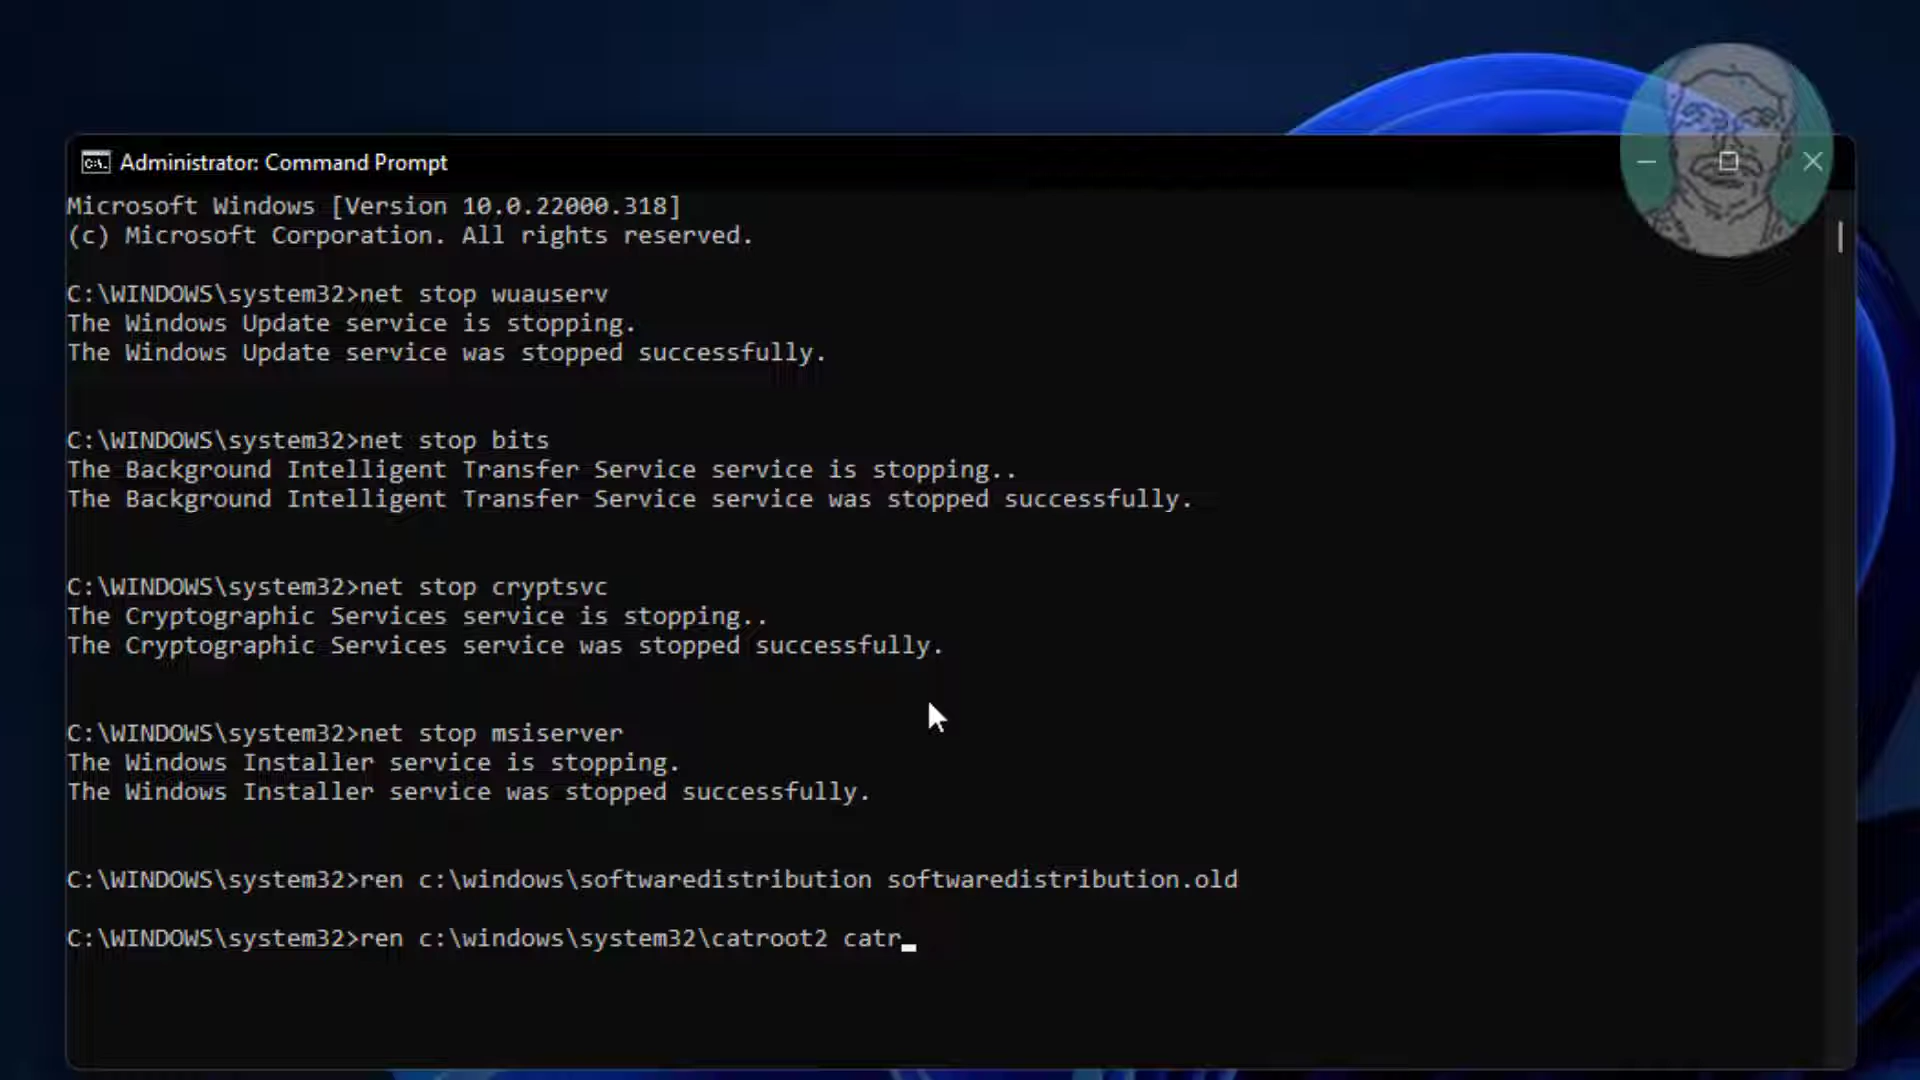 Administrator: Command Prompt
Microsoft Windows [Version 10.0.22000.318]
(c) Microsoft Corporation. All rights reserved.
C:\WINDOWS\system32>net stop wuauserv
The Windows Update service is stopping.
The Windows Update service was stopped successfully.
C:\WINDOWS\system32>net stop bits
The Background Intelligent Transfer Service service is stopping..
The Background Intelligent Transfer Service service was stopped successfully.
C:\WINDOWS\system32>net stop cryptsvc
The Cryptographic Services service is stopping..
The Cryptographic Services service was stopped successfully.
C:\WINDOWS\system32>net stop msiserver
The Windows Installer service is stopping.
The Windows Installer service was stopped successfully.
C:\WINDOWS\system32>ren c:\windows\softwaredistribution softwaredistribution.old
C:\WINDOWS\system32>ren c:\windows\system32\catroot2 catr